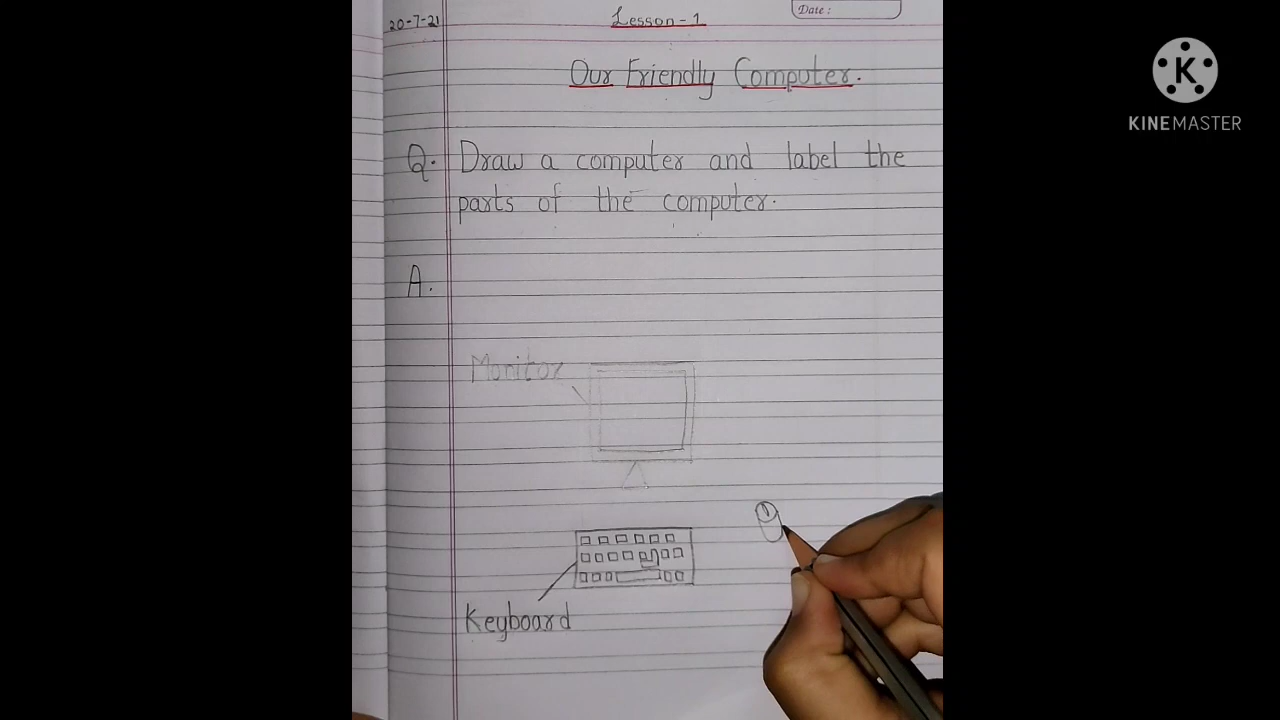 20-7-21
Lesson-1
Date :
Our Friendly Computer.
Q. Draw a computer and label the
parts of the computer.
A.
Monitor
Keyboard
K
KINEMASTER